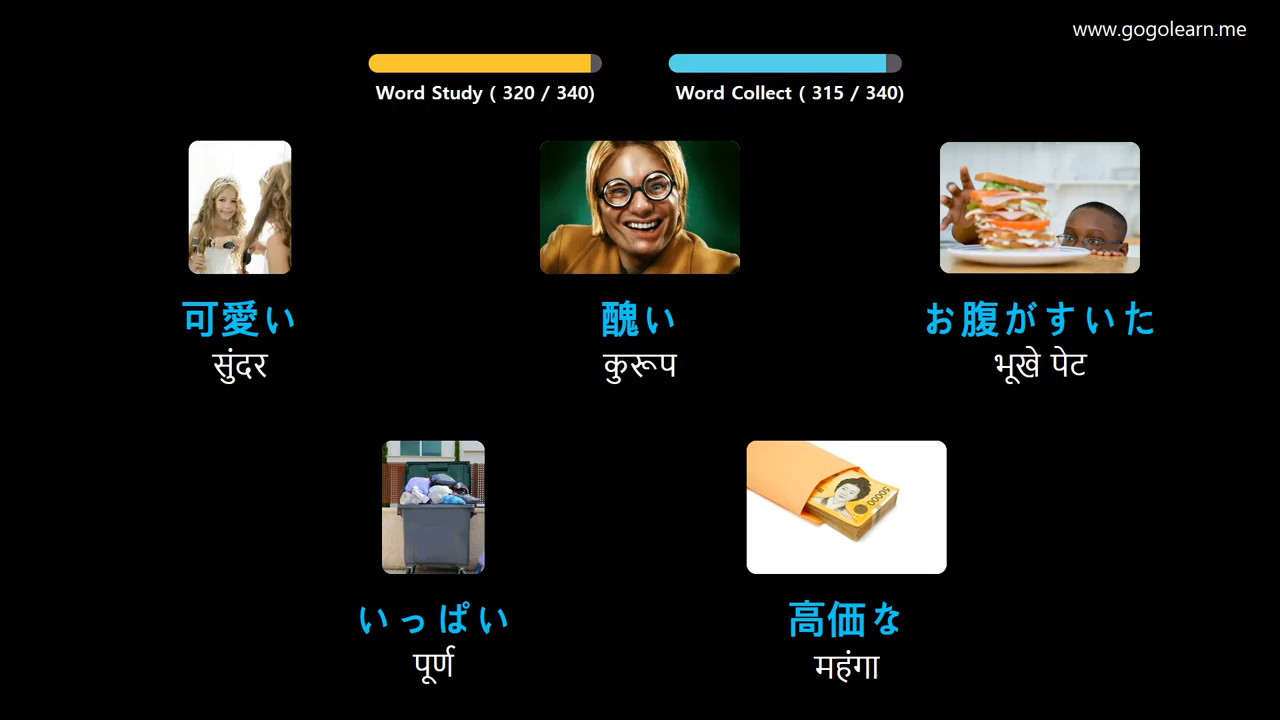 www.gogolearn.me
Word Study ( 320 / 340)
Word Collect ( 315 / 340)
可愛い
सुंदर
醜い
कुरूप
お腹がすいた
भूखे पेट
いっぱい
पूर्ण
50000
高価な
महंगा